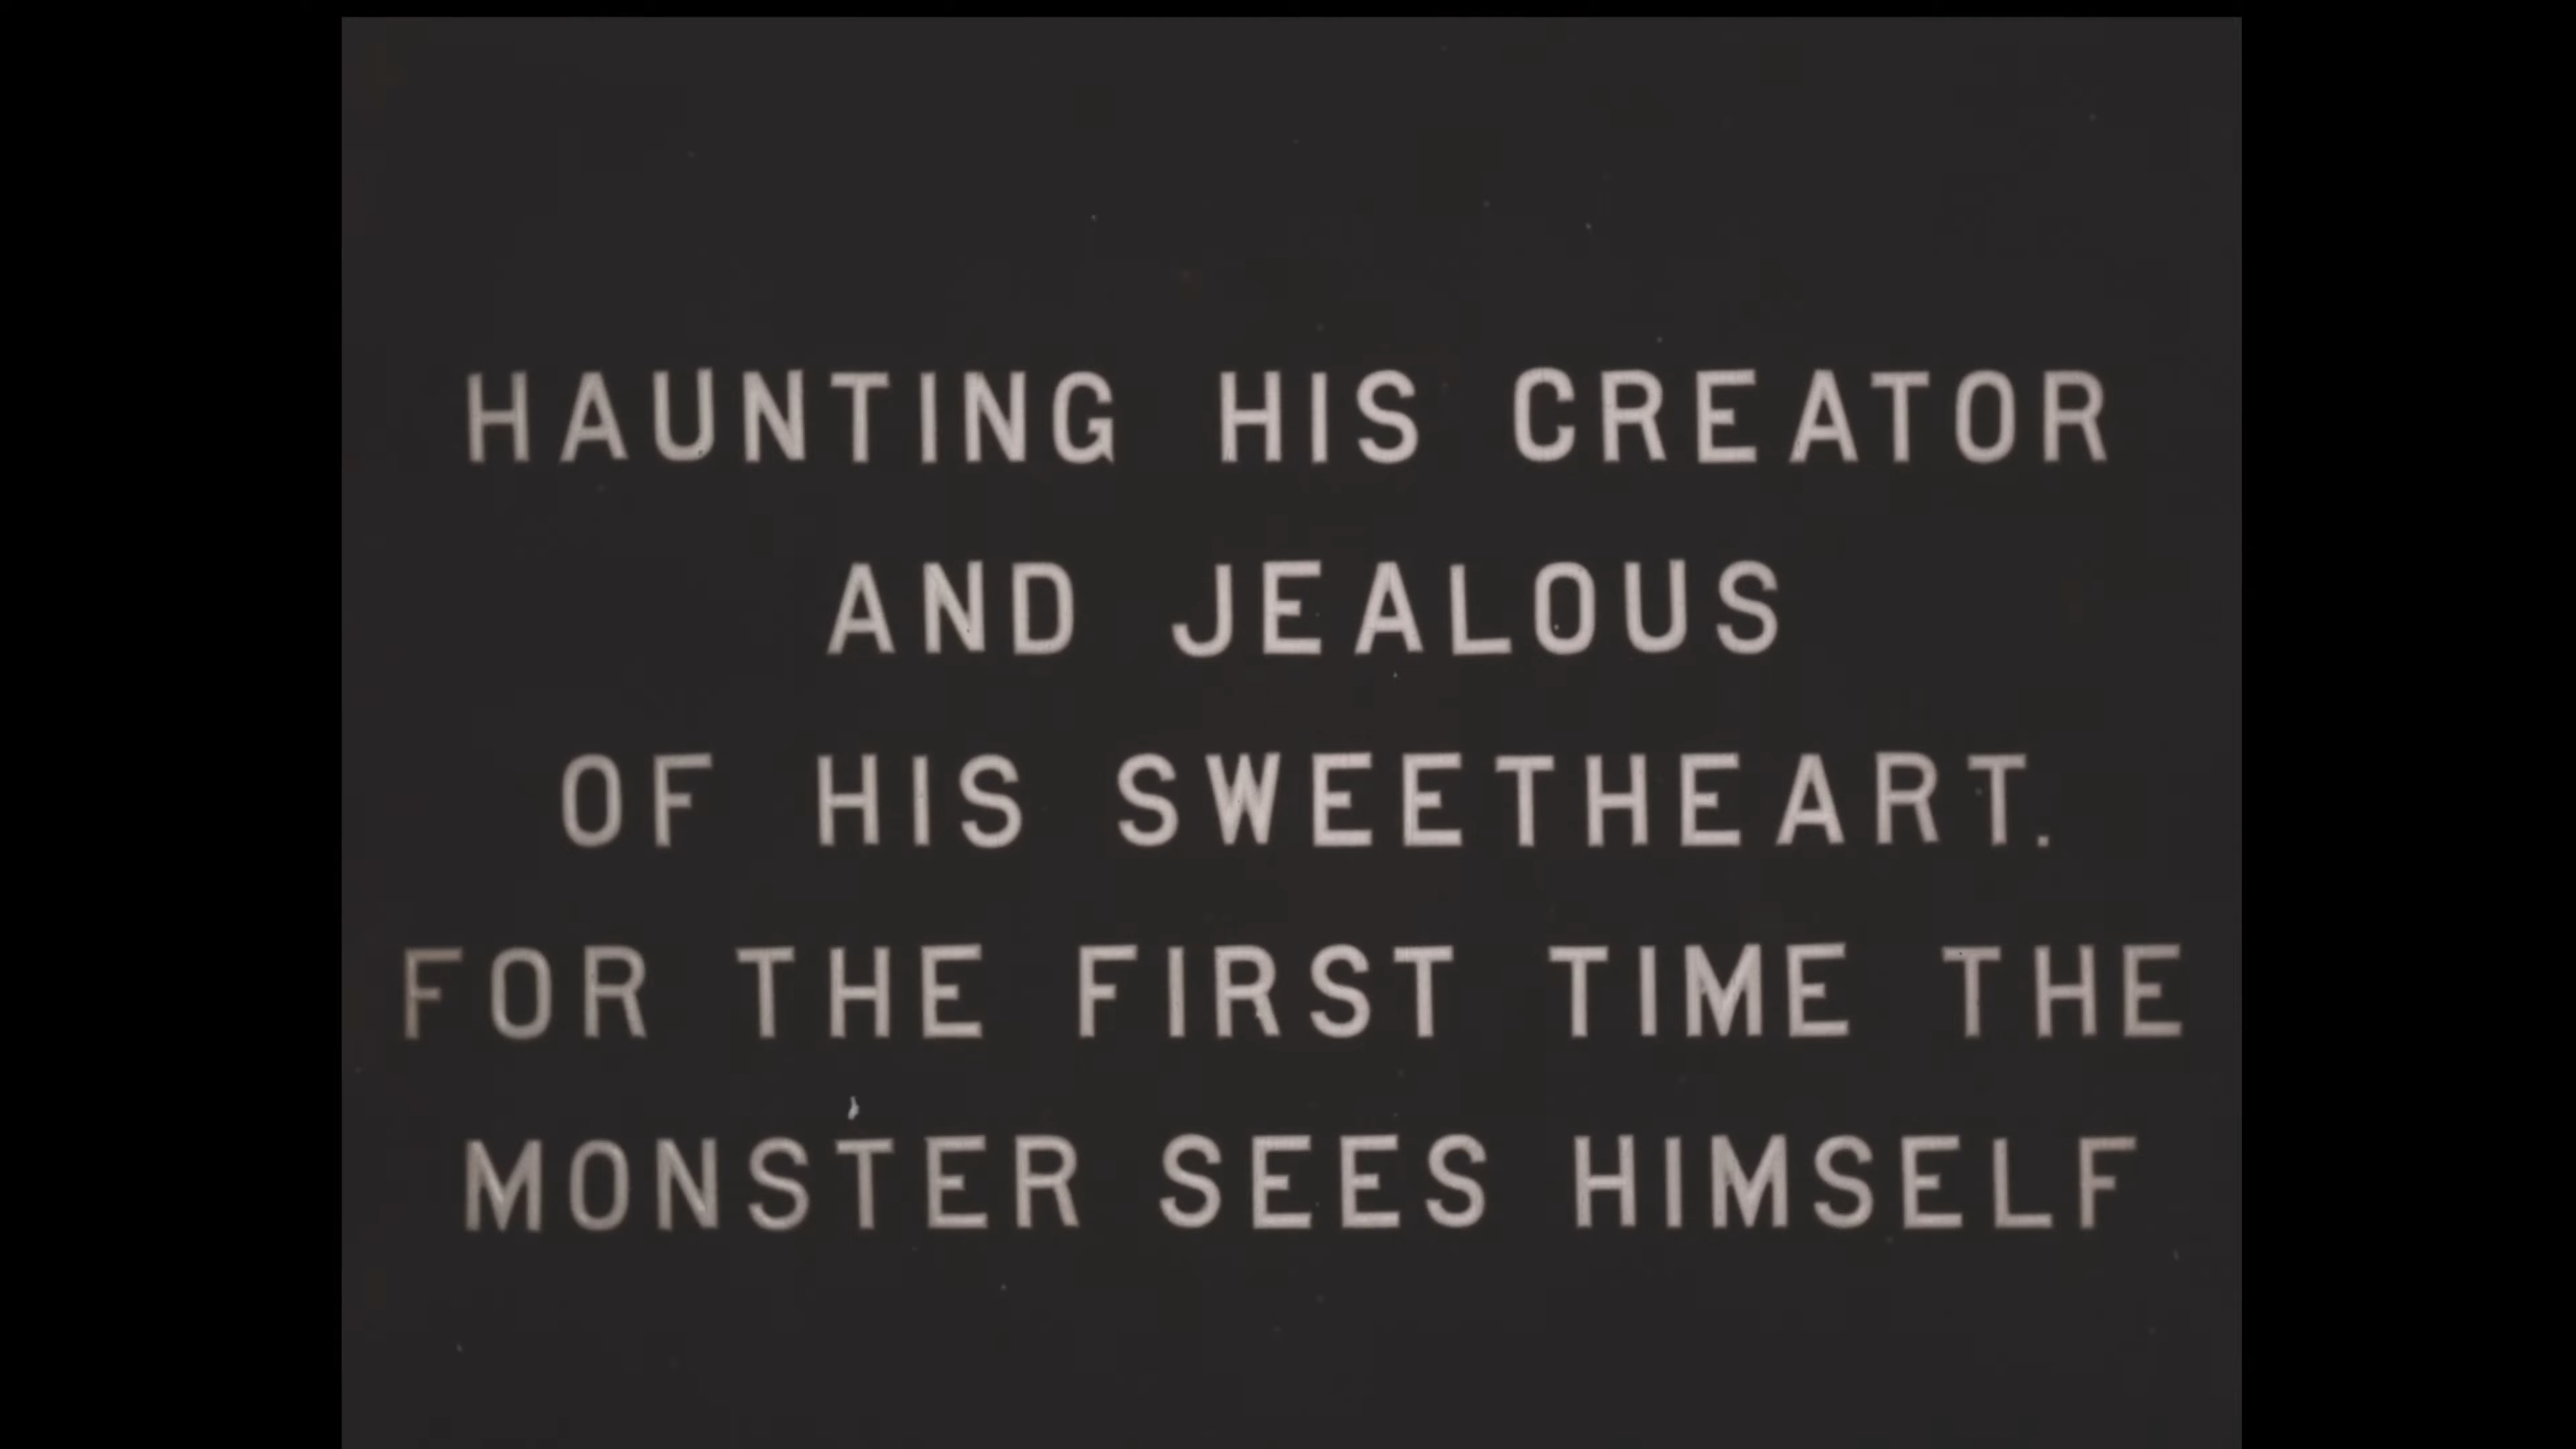 HAUNTING HIS CREATOR
AND JEALOUS
OF HIS SWEETHEART.
FOR THE FIRST TIME THE
MONSTER SEES HIMSELF